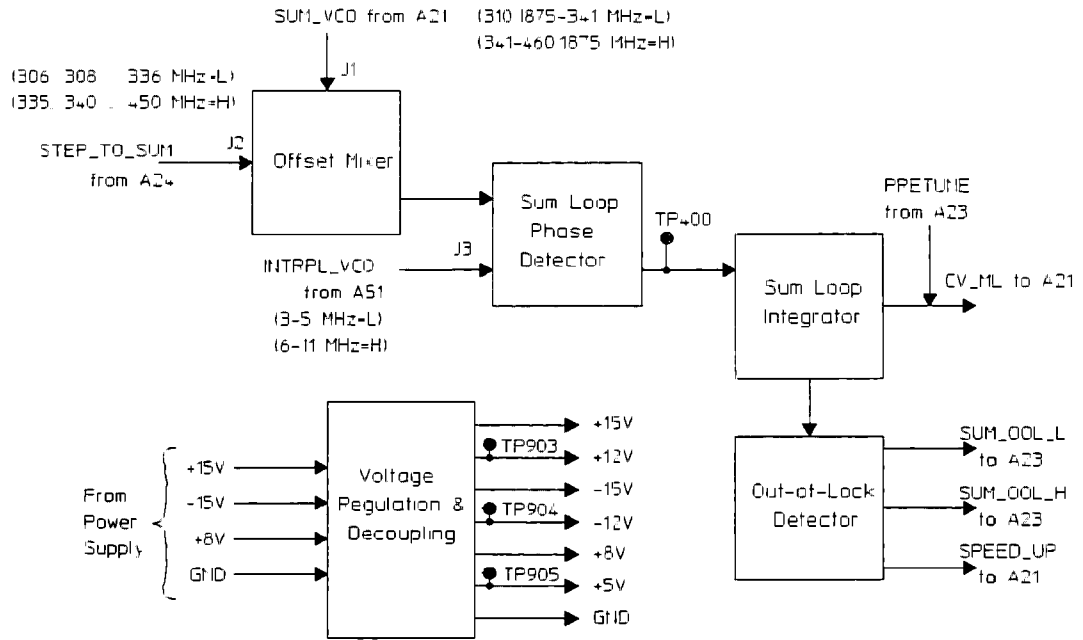 SUM_VCO from A21
(310.1875-341 MHz=L)
(341-460.1875 MHz=H)
J1
(306, 308 ... 336 MHz=L)
(335, 340 ... 450 MHz=H)
STEP_TO_SUM
from A24
J2
Offset Mixer
Sum Loop
Phase
Detector
J3
INTRPL_VCO
from A51
(3-5 MHz=L)
(6-11 MHz=H)
TP400
PRETUNE
from A23
Sum Loop
Integrator
CV_ML to A21
Out-of-Lock
Detector
SUM_OOL_L
to A23
SUM_OOL_H
to A23
SPEED_UP
to A21
From
Power
Supply
+15V
-15V
+8V
GND
Voltage
Regulation &
Decoupling
+15V
TP903
+12V
-15V
TP904
-12V
+8V
TP905
+5V
GND